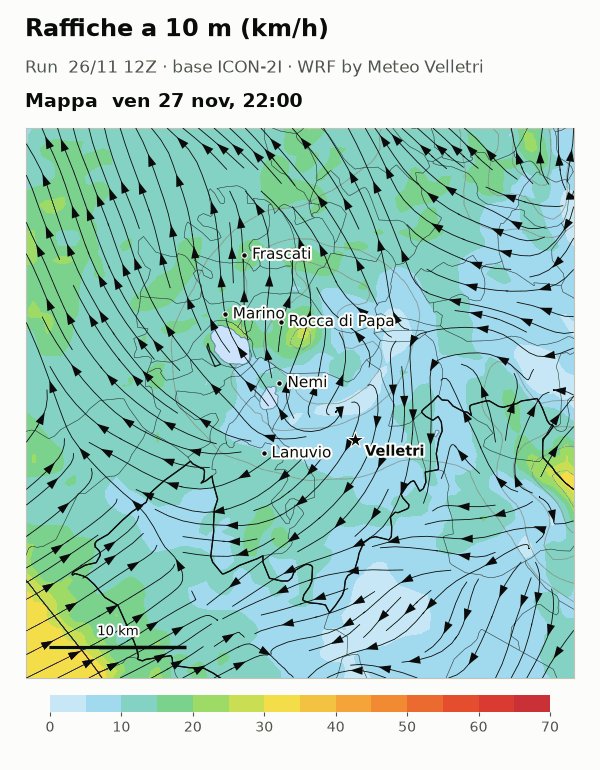 Raffiche a 10 m (km/h)
Run  26/11 12Z · base ICON-2I · WRF by Meteo Velletri
Mappa  ven 27 nov, 22:00
Frascati
Marino
Rocca di Papa
Nemi
Velletri
Lanuvio
10 km
0 10 20 30 40 50 60 70